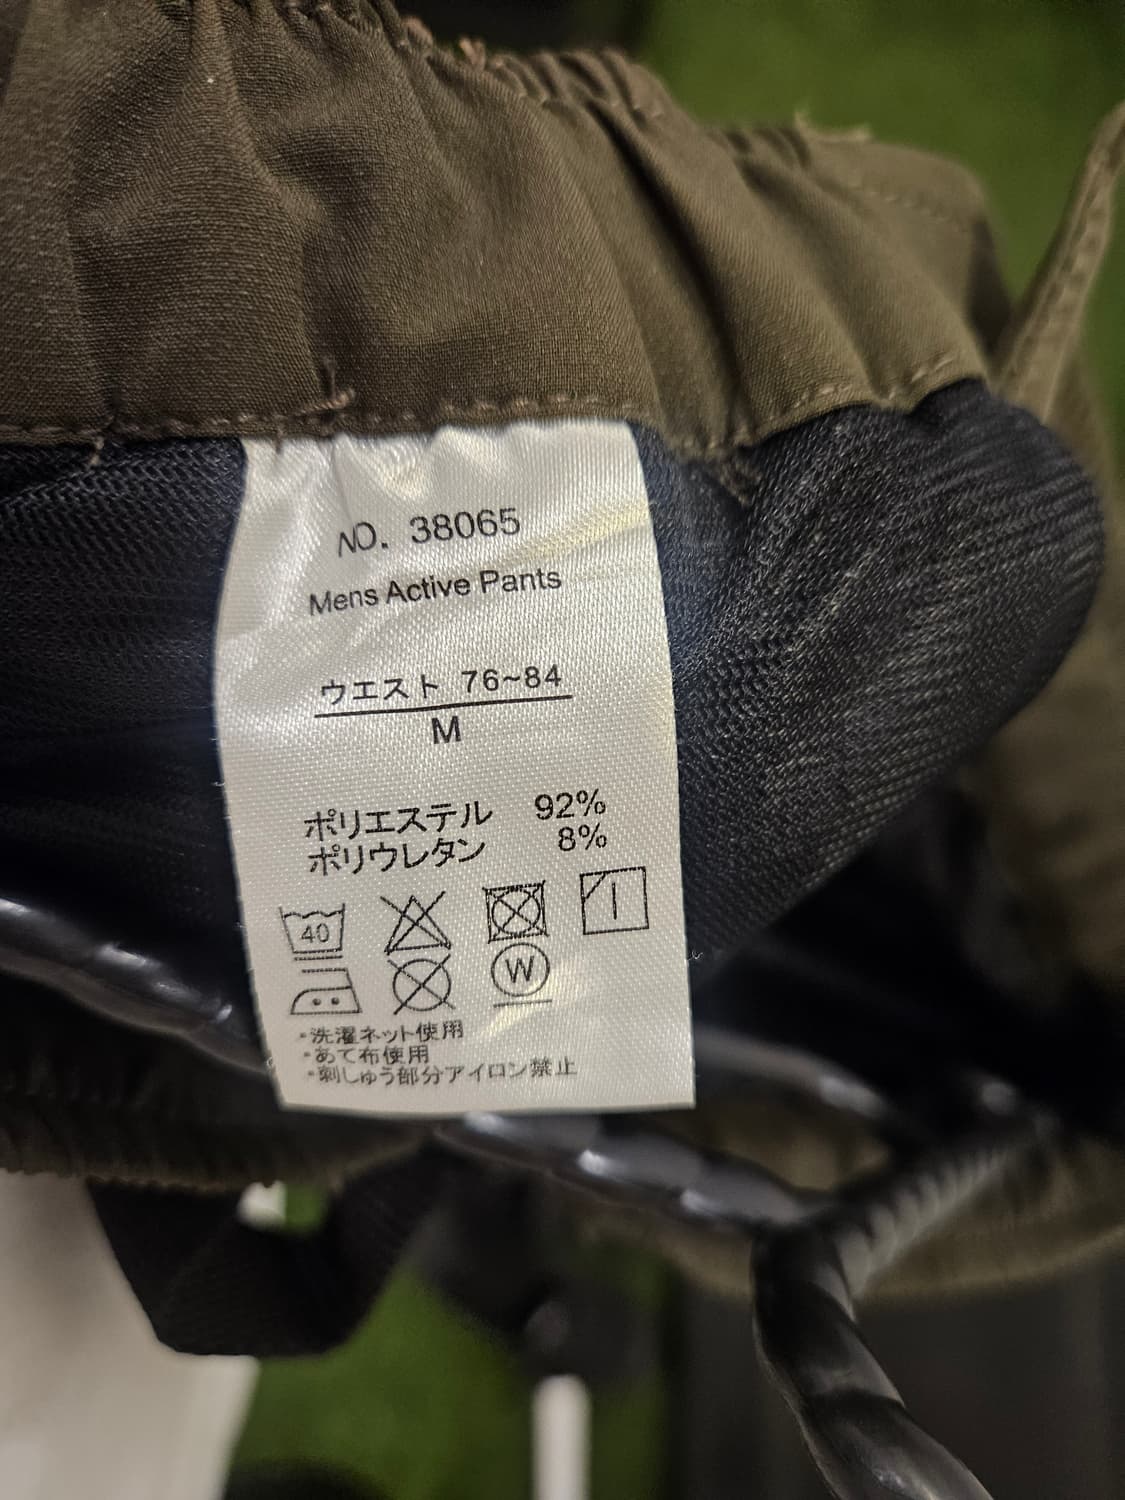 NO. 38065
Mens Active Pants
ウエスト 76~84
M
ポリエステル 92%
ポリウレタン 8%
40
W
・洗濯ネット使用
・あて布使用
・刺しゅう部分アイロン禁止